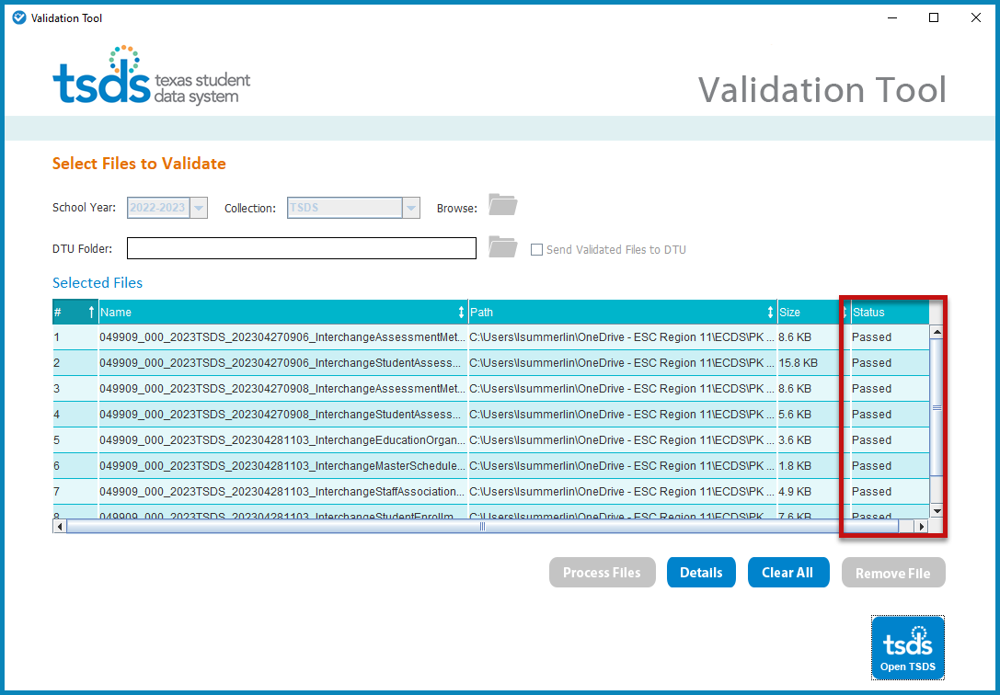 Validation Tool
tsds texas student
data system
Validation Tool
Select Files to Validate
School Year: 2022-2023 Collection: TSDS Browse:
DTU Folder: Send Validated Files to DTU
Selected Files
# Name Path Size Status
1 049909_000_2023TSDS_202304270906_InterchangeAssessmentMet... C:\Users\lsummerlin\OneDrive - ESC Region 11\ECDS\PK ... 8.6 KB Passed
2 049909_000_2023TSDS_202304270906_InterchangeStudentAssess... C:\Users\lsummerlin\OneDrive - ESC Region 11\ECDS\PK ... 15.8 KB Passed
3 049909_000_2023TSDS_202304270908_InterchangeAssessmentMet... C:\Users\lsummerlin\OneDrive - ESC Region 11\ECDS\PK ... 8.6 KB Passed
4 049909_000_2023TSDS_202304270908_InterchangeStudentAssess... C:\Users\lsummerlin\OneDrive - ESC Region 11\ECDS\PK ... 5.6 KB Passed
5 049909_000_2023TSDS_202304281103_InterchangeEducationOrgan... C:\Users\lsummerlin\OneDrive - ESC Region 11\ECDS\PK ... 3.6 KB Passed
6 049909_000_2023TSDS_202304281103_InterchangeMasterSchedule... C:\Users\lsummerlin\OneDrive - ESC Region 11\ECDS\PK ... 1.8 KB Passed
7 049909_000_2023TSDS_202304281103_InterchangeStaffAssociation... C:\Users\lsummerlin\OneDrive - ESC Region 11\ECDS\PK ... 4.9 KB Passed
8 049909_000_2023TSDS_202304281103_InterchangeStudentEnrollm... C:\Users\lsummerlin\OneDrive - ESC Region 11\ECDS\PK ... 7.6 KB Passed
Process Files Details Clear All Remove File
tsds
Open TSDS